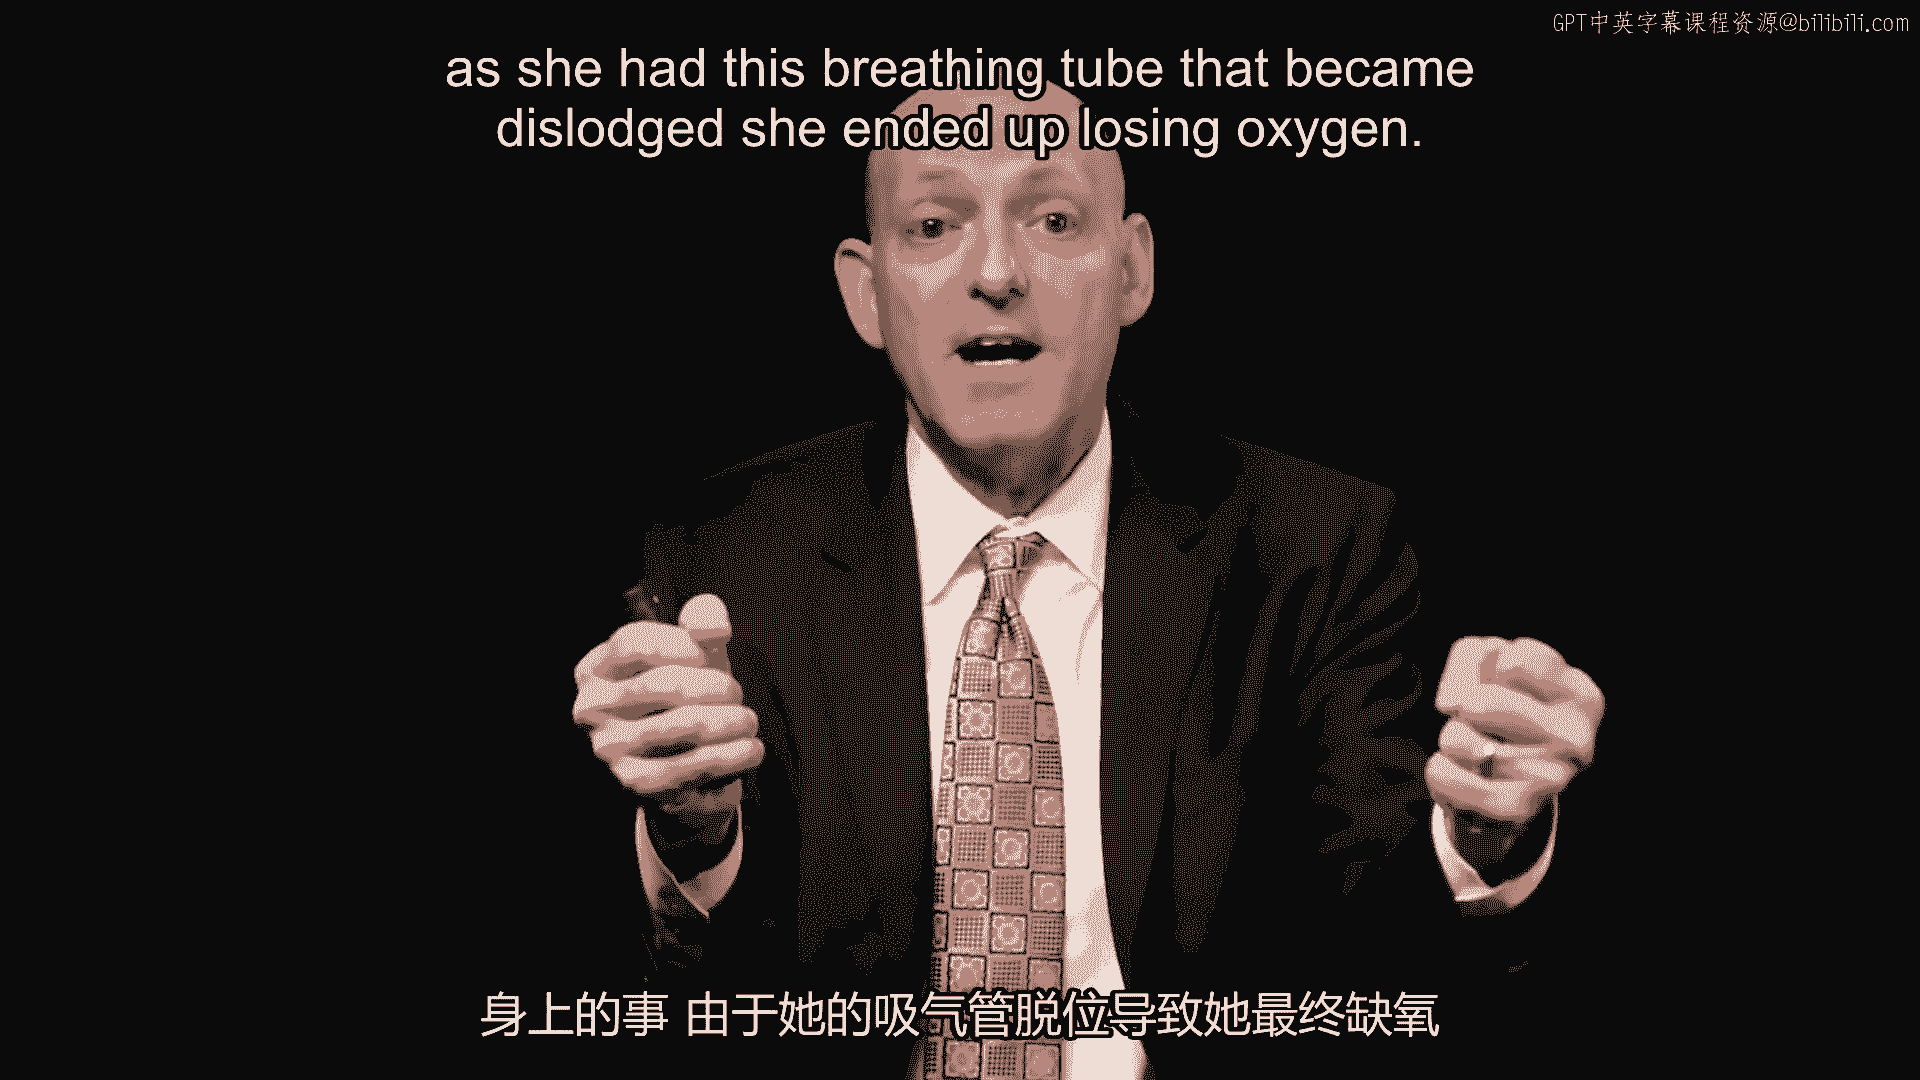 GPT中英字幕课程资源@bilibili.com
as she had this breathing tube that became
dislodged she ended up losing oxygen.
身上的事 由于她的吸气管脱位导致她最终缺氧